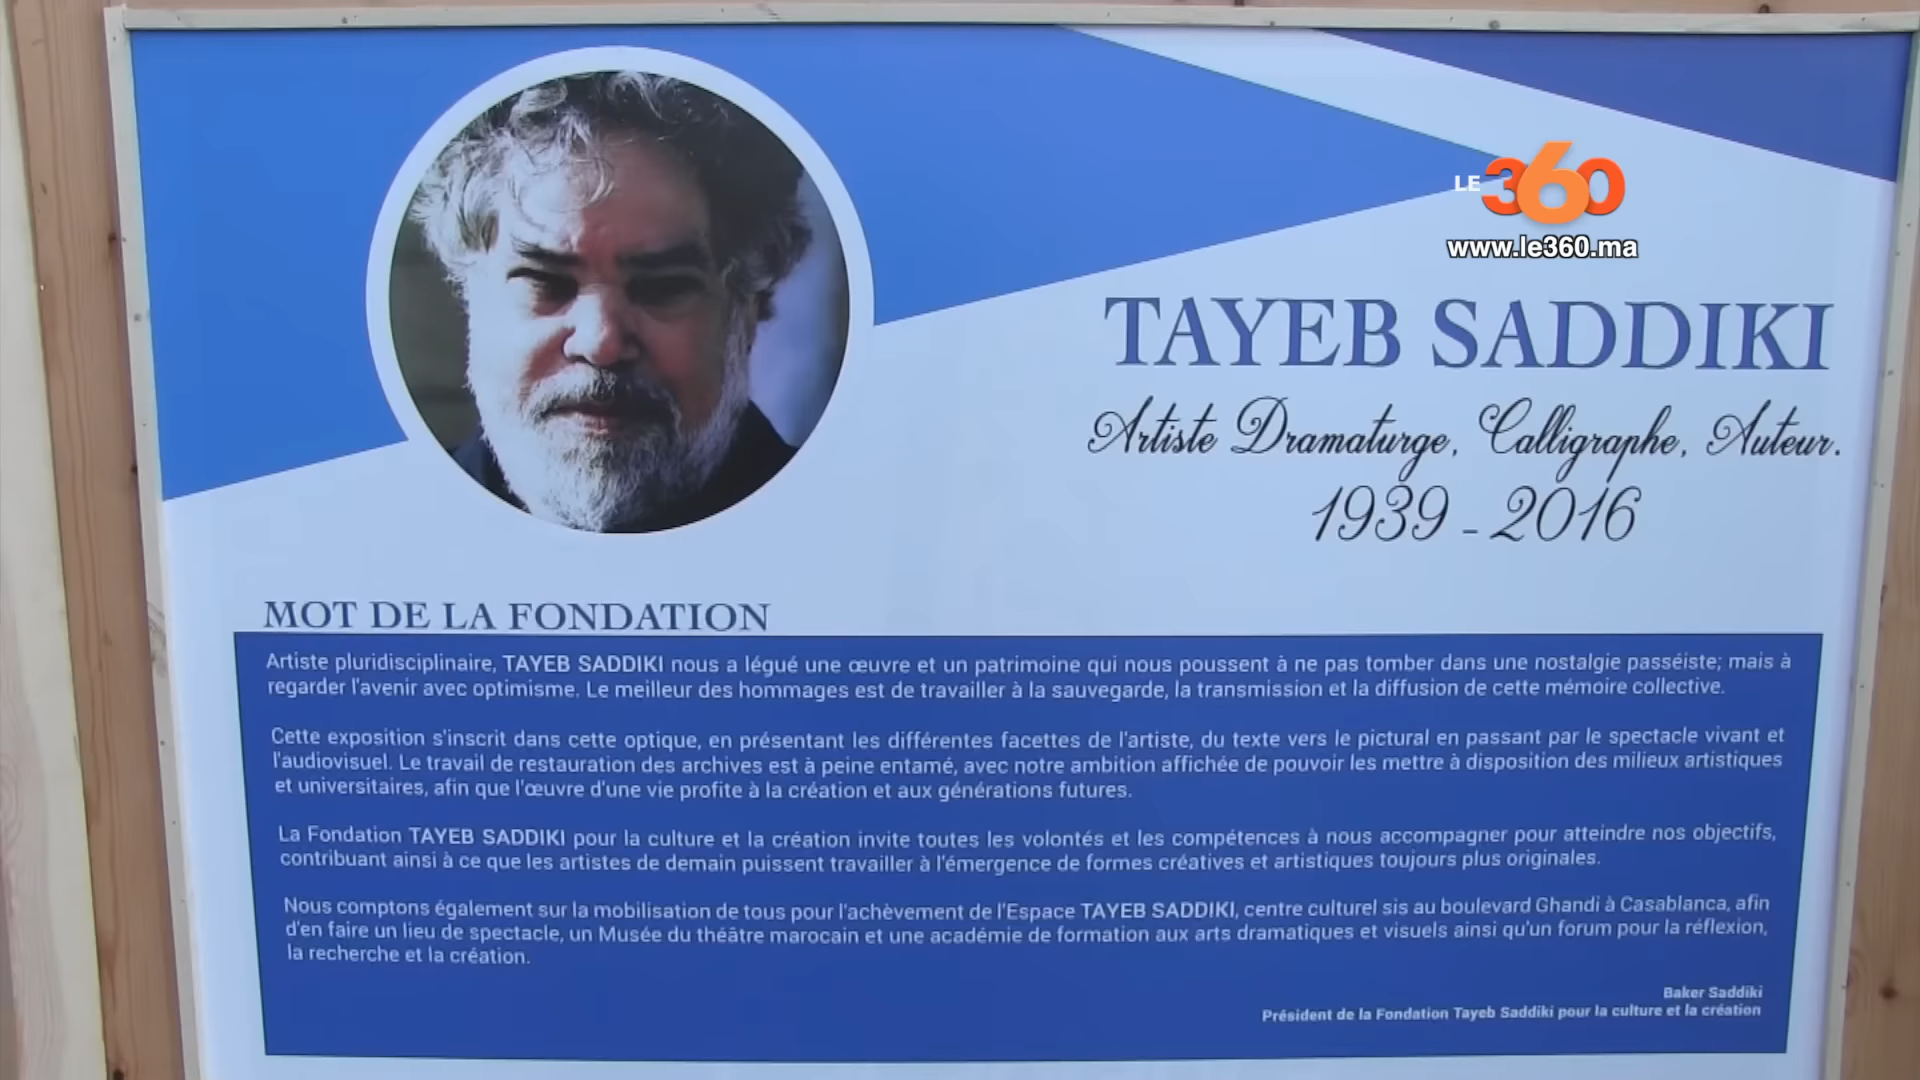 LE 360
www.le360.ma
TAYEB SADDIKI
Artiste Dramaturge, Calligraphe, Auteur.
1939 - 2016
MOT DE LA FONDATION
Artiste pluridisciplinaire, TAYEB SADDIKI nous a légué une œuvre et un patrimoine qui nous poussent à ne pas tomber dans une nostalgie passéiste; mais à
regarder l'avenir avec optimisme. Le meilleur des hommages est de travailler à la sauvegarde, la transmission et la diffusion de cette mémoire collective.
Cette exposition s'inscrit dans cette optique, en présentant les différentes facettes de l'artiste, du texte vers le pictural en passant par le spectacle vivant et
l'audiovisuel. Le travail de restauration des archives est à peine entamé, avec notre ambition affichée de pouvoir les mettre à disposition des milieux artistiques
et universitaires, afin que l'œuvre d'une vie profite à la création et aux générations futures.
La Fondation TAYEB SADDIKI pour la culture et la création invite toutes les volontés et les compétences à nous accompagner pour atteindre nos objectifs,
contribuant ainsi à ce que les artistes de demain puissent travailler à l'émergence de formes créatives et artistiques toujours plus originales.
Nous comptons également sur la mobilisation de tous pour l'achèvement de l'Espace TAYEB SADDIKI, centre culturel sis au boulevard Ghandi à Casablanca, afin
d'en faire un lieu de spectacle, un Musée du théâtre marocain et une académie de formation aux arts dramatiques et visuels ainsi qu'un forum pour la réflexion,
la recherche et la création.
Baker Saddiki
Président de la Fondation Tayeb Saddiki pour la culture et la création